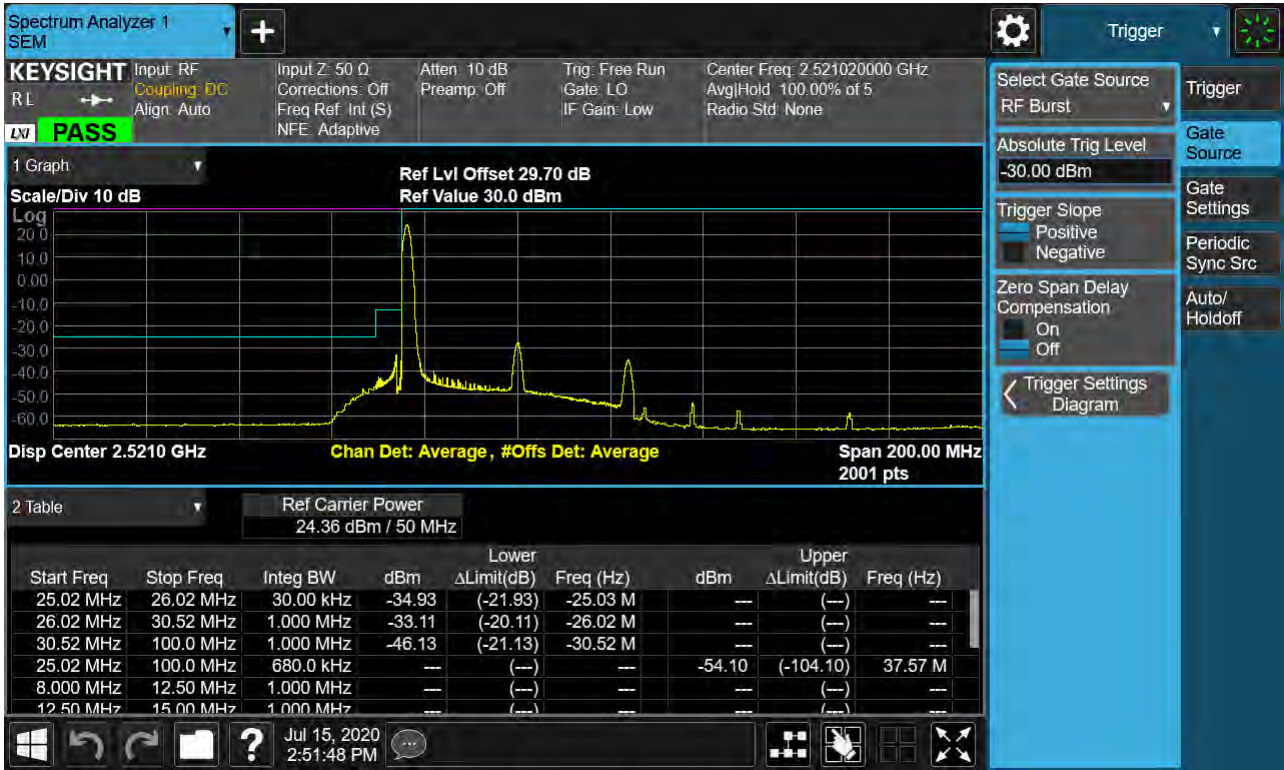 Spectrum Analyzer 1
SEM
+
Trigger
KEYSIGHT
RL
LXI
PASS
Input: RF
Coupling: DC
Align: Auto
Input Z: 50 Ω
Corrections: Off
Freq Ref: Int (S)
NFE: Adaptive
Atten: 10 dB
Preamp: Off
Trig: Free Run
Gate: LO
IF Gain: Low
Center Freq: 2.521020000 GHz
Avg|Hold: 100.00% of 5
Radio Std: None
Select Gate Source
RF Burst
Absolute Trig Level
-30.00 dBm
Trigger Slope
Positive
Negative
Zero Span Delay
Compensation
On
Off
Trigger Settings
Diagram
Trigger
Gate
Source
Gate
Settings
Periodic
Sync Src
Auto/
Holdoff
1 Graph
Scale/Div 10 dB
Ref Lvl Offset 29.70 dB
Ref Value 30.0 dBm
Log
20.0
10.0
0.00
-10.0
-20.0
-30.0
-40.0
-50.0
-60.0
Disp Center 2.5210 GHz
Chan Det: Average, #Offs Det: Average
Span 200.00 MHz
2001 pts
2 Table
Ref Carrier Power
24.36 dBm / 50 MHz
Lower Upper
Start Freq Stop Freq Integ BW dBm ΔLimit(dB) Freq (Hz) dBm ΔLimit(dB) Freq (Hz)
25.02 MHz 26.02 MHz 30.00 kHz -34.93 (-21.93) -25.03 M --- (---) ---
26.02 MHz 30.52 MHz 1.000 MHz -33.11 (-20.11) -26.02 M --- (---) ---
30.52 MHz 100.0 MHz 1.000 MHz -46.13 (-21.13) -30.52 M --- (---) ---
25.02 MHz 100.0 MHz 680.0 kHz --- (---) --- -54.10 (-104.10) 37.57 M
8.000 MHz 12.50 MHz 1.000 MHz --- (---) --- --- (---) ---
12.50 MHz 15.00 MHz 1.000 MHz --- (---) --- --- (---) ---
?
Jul 15, 2020
2:51:48 PM